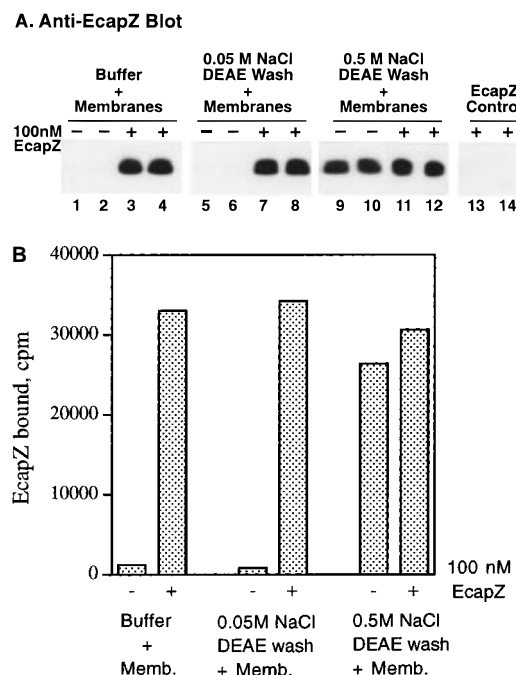 A. Anti-EcapZ Blot
Buffer
+
Membranes
0.05 M NaCl
DEAE Wash
+ Membranes
0.5 M NaCl
DEAE Wash
+ Membranes
EcapZ
Control
100nM
EcapZ
− − + + − − + + − − + + + +
1 2 3 4 5 6 7 8 9 10 11 12 13 14
B
EcapZ bound, cpm
40000
30000
20000
10000
0
- + - + - +
100 nM
EcapZ
Buffer
+
Memb.
0.05M NaCl
DEAE wash
+ Memb.
0.5M NaCl
DEAE wash
+ Memb.